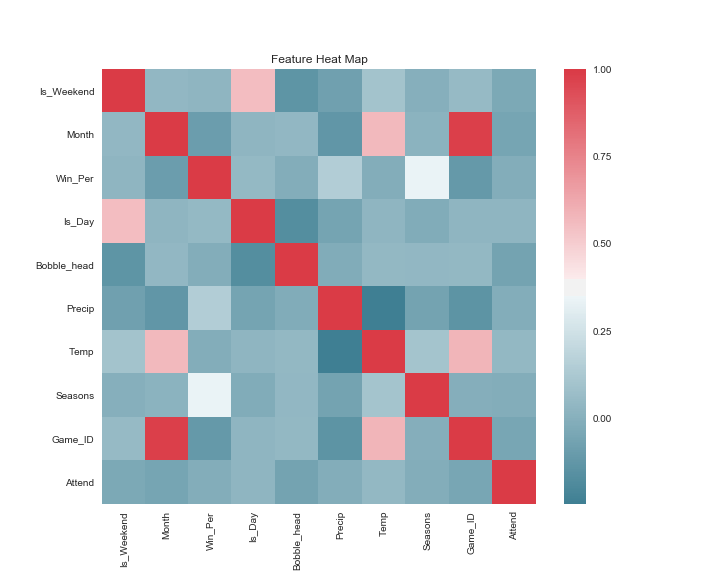 Feature Heat Map
Is_Weekend
Month
Win_Per
Is_Day
Bobble_head
Precip
Temp
Seasons
Game_ID
Attend
Is_Weekend
Month
Win_Per
Is_Day
Bobble_head
Precip
Temp
Seasons
Game_ID
Attend
1.00
0.75
0.50
0.25
0.00